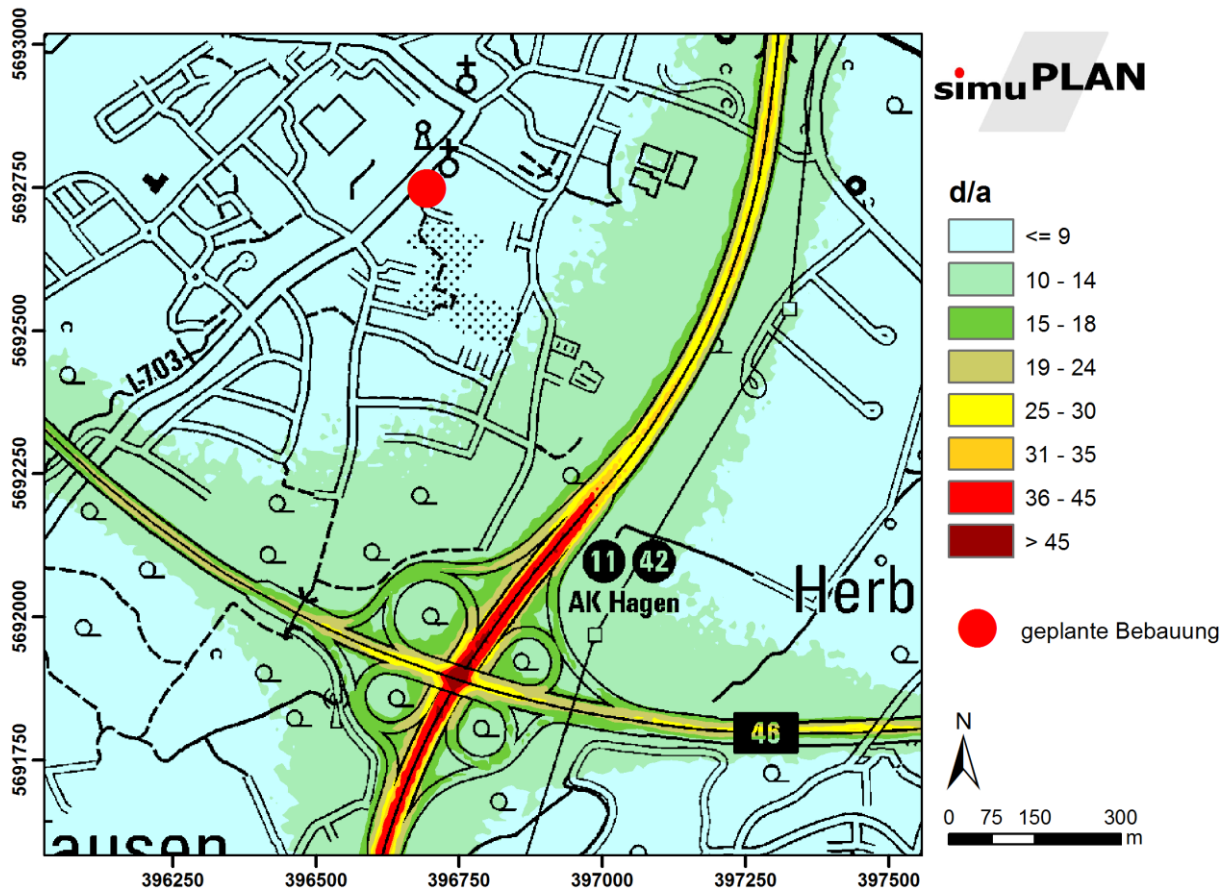 5693000
5692750
5692500
5692250
5692000
5691750
396250
396500
396750
397000
397250
397500
L703
11
42
AK Hagen
Herb
46
ausen
simuPLAN
d/a
<= 9
10 - 14
15 - 18
19 - 24
25 - 30
31 - 35
36 - 45
> 45
geplante Bebauung
N
0 75 150 300
m